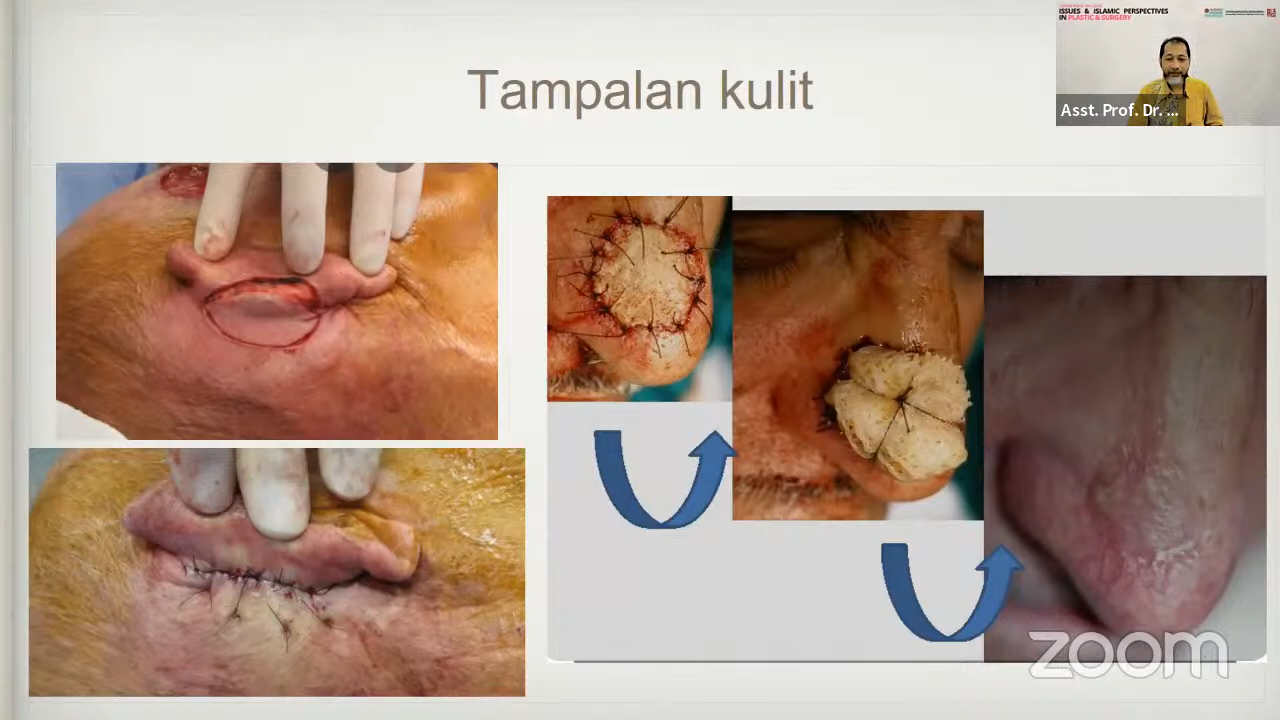 ISSUES & ISLAMIC PERSPECTIVES
IN PLASTIC & SURGERY
Tampalan kulit
Asst. Prof. Dr. ...
zoom